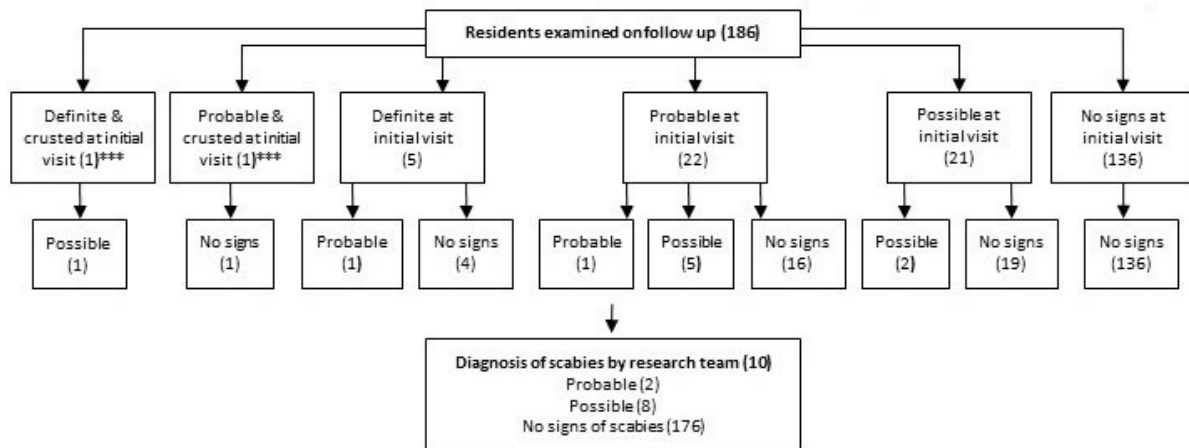 Residents examined on follow up (186)
Definite &
crusted at initial
visit (1)***
Probable &
crusted at initial
visit (1)***
Definite at
initial visit
(5)
Probable at
initial visit
(22)
Possible at
initial visit
(21)
No signs at
initial visit
(136)
Possible
(1)
No signs
(1)
Probable
(1)
No signs
(4)
Probable
(1)
Possible
(5)
No signs
(16)
Possible
(2)
No signs
(19)
No signs
(136)
Diagnosis of scabies by research team (10)
Probable (2)
Possible (8)
No signs of scabies (176)